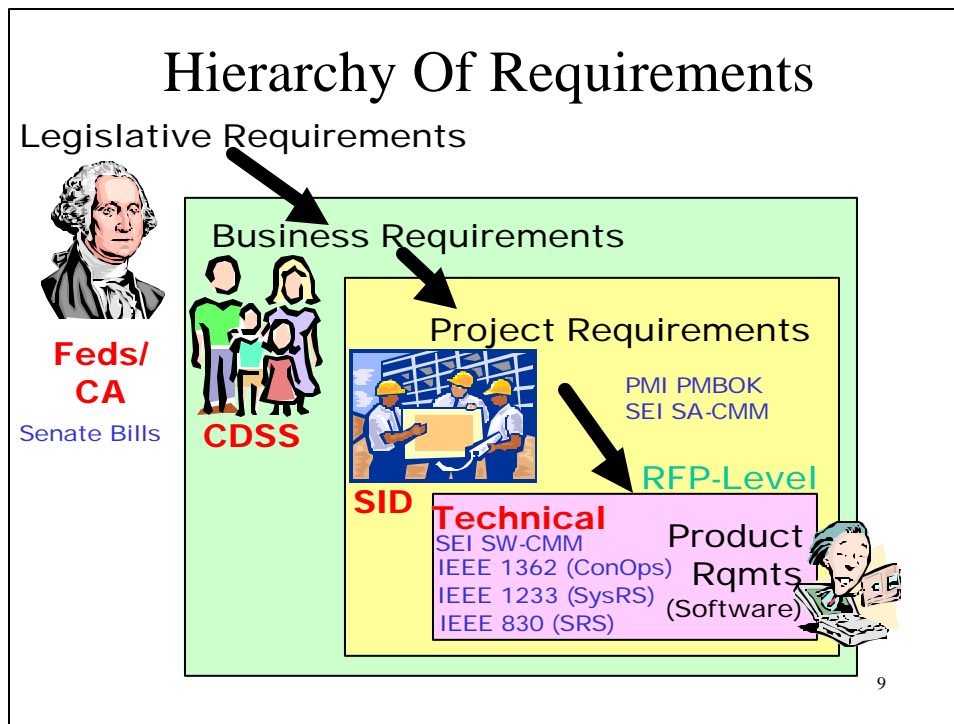 Hierarchy Of Requirements
Legislative Requirements
Business Requirements
Project Requirements
Feds/
CA
Senate Bills
CDSS
PMI PMBOK
SEI SA-CMM
SID
RFP-Level
Technical
SEI SW-CMM
IEEE 1362 (ConOps)
IEEE 1233 (SysRS)
IEEE 830 (SRS)
Product
Rqmts
(Software)
9